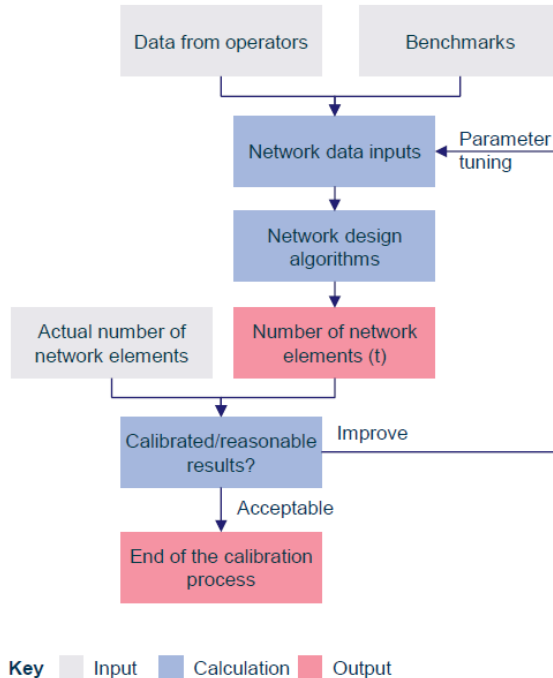 Data from operators
Benchmarks
Network data inputs
Parameter
tuning
Network design
algorithms
Actual number of
network elements
Number of network
elements (t)
Calibrated/reasonable
results?
Improve
Acceptable
End of the calibration
process
Key Input Calculation Output